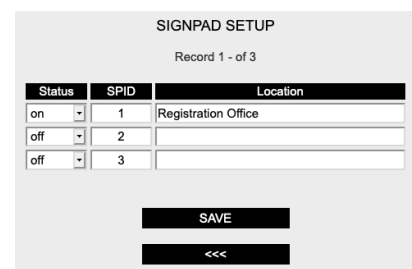 SIGNPAD SETUP
Record 1 - of 3
Status SPID Location
on 1 Registration Office
off 2
off 3
SAVE
<<<